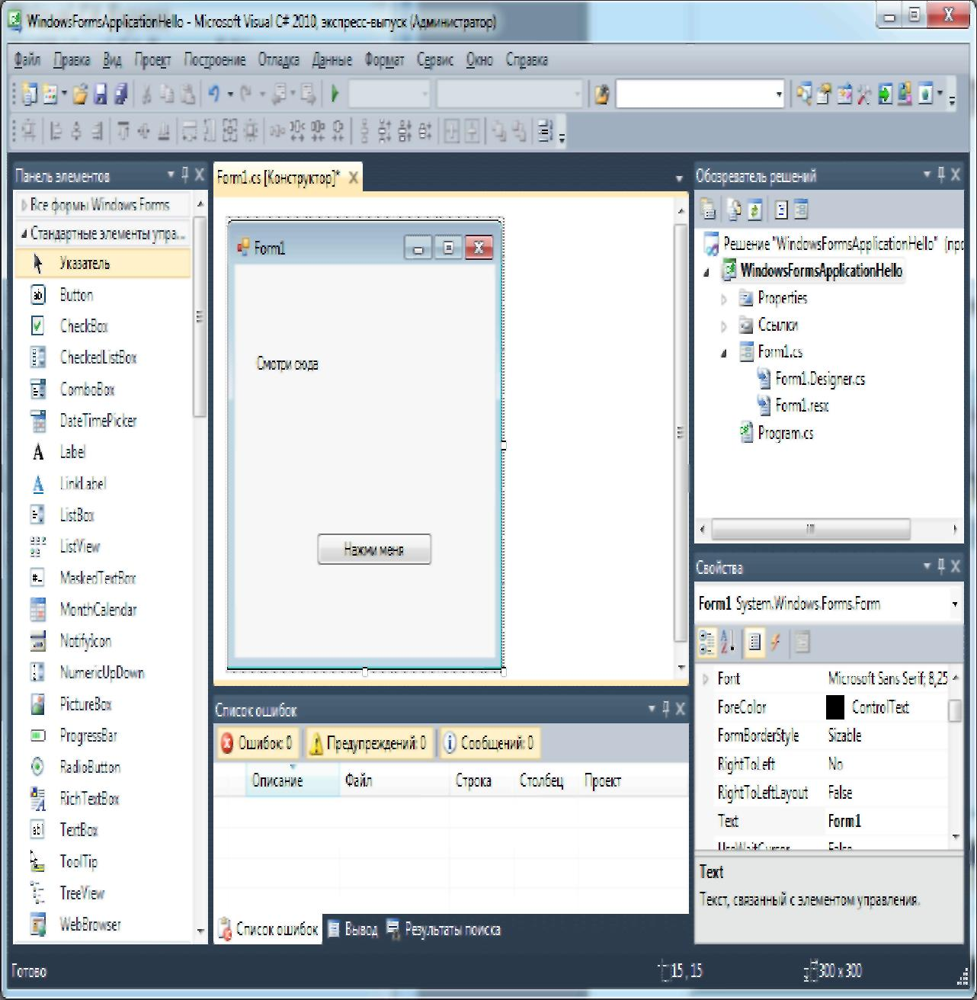 WindowsFormsApplicationHello - Microsoft Visual C# 2010, экспресс-выпуск (Администратор)
Файл Правка Вид Проект Построение Отладка Данные Формат Сервис Окно Справка
Панель элементов
Все формы Windows Forms
Стандартные элементы упра...
Указатель
Button
CheckBox
CheckedListBox
ComboBox
DateTimePicker
Label
LinkLabel
ListBox
ListView
MaskedTextBox
MonthCalendar
NotifyIcon
NumericUpDown
PictureBox
ProgressBar
RadioButton
RichTextBox
TextBox
ToolTip
TreeView
WebBrowser
Form1.cs [Конструктор]*
Form1
Смотри сюда
Нажми меня
Список ошибок
Ошибок: 0 Предупреждений: 0 Сообщений: 0
Описание Файл Строка Столбец Проект
Список ошибок Вывод Результаты поиска
Обозреватель решений
Решение "WindowsFormsApplicationHello" (про
WindowsFormsApplicationHello
Properties
Ссылки
Form1.cs
Form1.Designer.cs
Form1.resx
Program.cs
Свойства
Form1 System.Windows.Forms.Form
Font Microsoft Sans Serif; 8,25
ForeColor ControlText
FormBorderStyle Sizable
RightToLeft No
RightToLeftLayout False
Text Form1
UseWaitCursor False
Text
Текст, связанный с элементом управления.
Готово 15 , 15 300 x 300